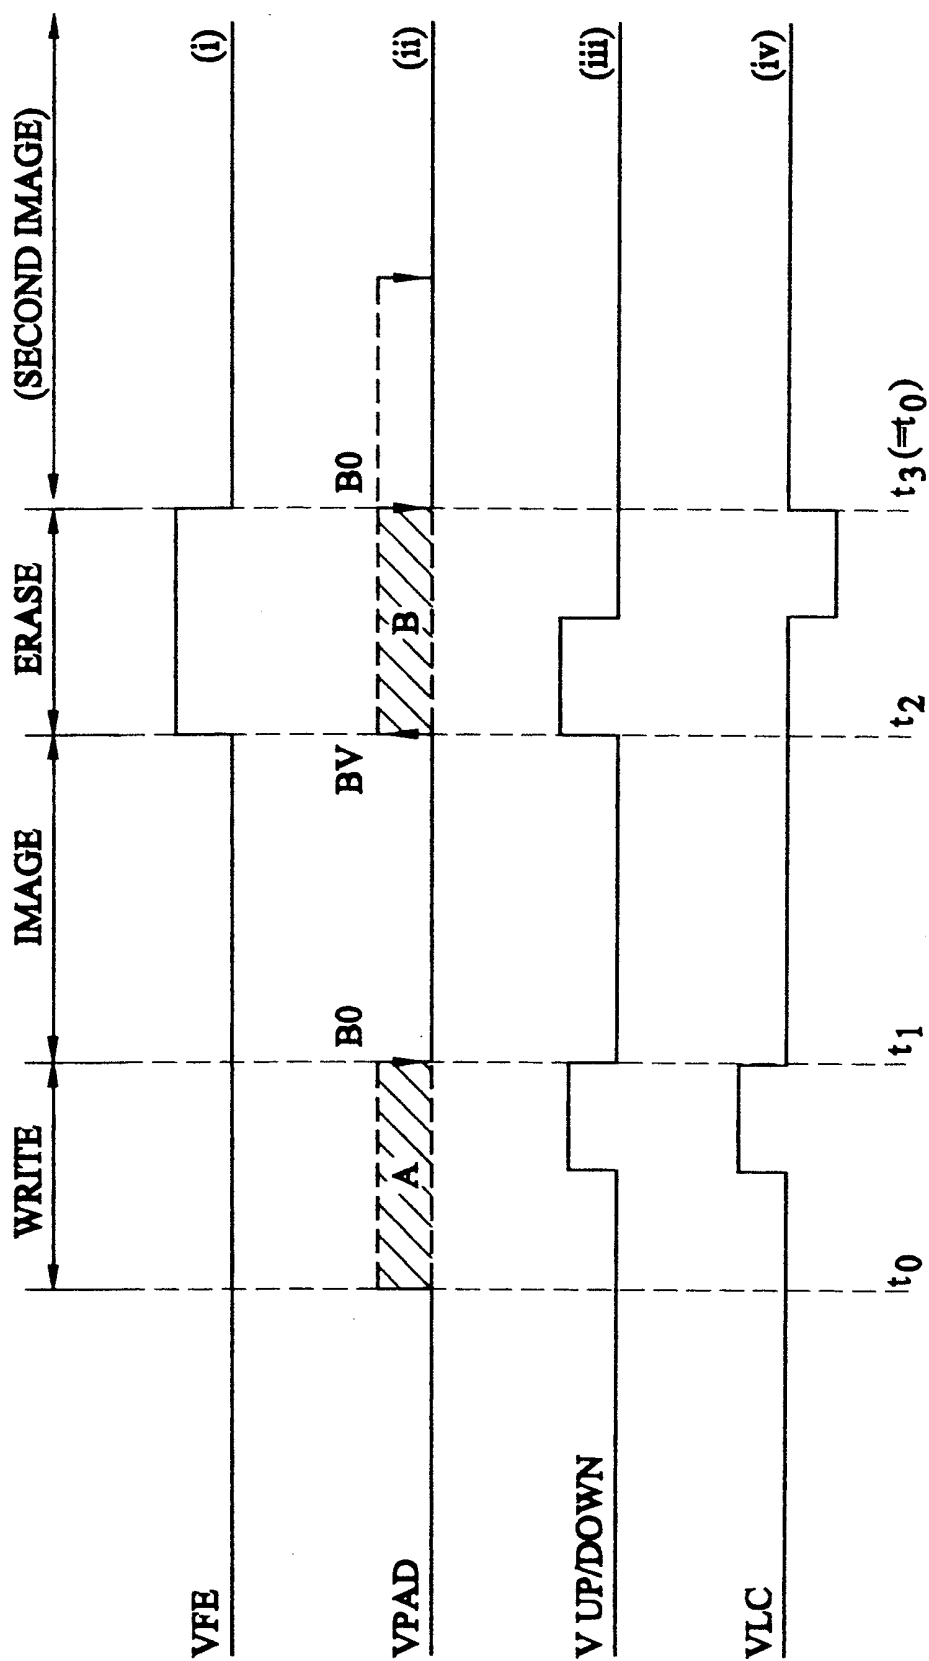 WRITE IMAGE ERASE (SECOND IMAGE)
VFE (i)
B0 BV B0
VPAD A B (ii)
V UP/DOWN (iii)
VLC (iv)
t0 t1 t2 t3 (=t0)